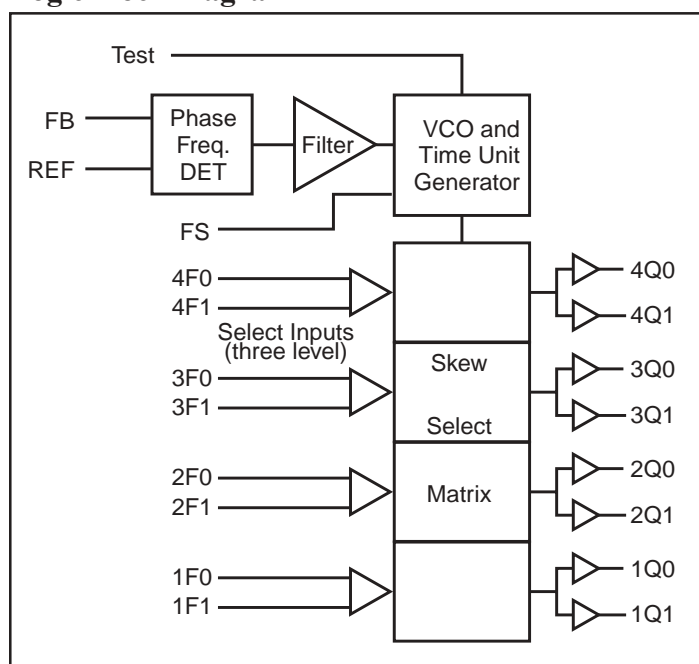 Test
FB
REF
Phase
Freq.
DET
Filter
VCO and
Time Unit
Generator
FS
4F0
4F1
Select Inputs
(three level)
3F0
3F1
2F0
2F1
1F0
1F1
Skew
Select
Matrix
4Q0
4Q1
3Q0
3Q1
2Q0
2Q1
1Q0
1Q1